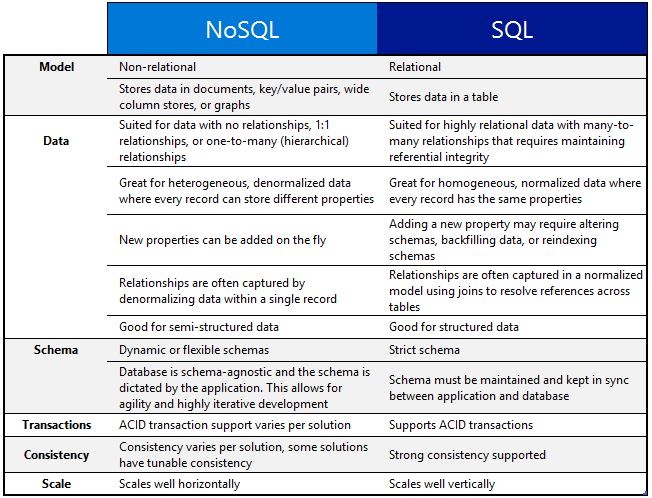 NoSQL SQL
Model Non-relational Relational
Stores data in documents, key/value pairs, wide
column stores, or graphs
Stores data in a table
Data
Suited for data with no relationships, 1:1
relationships, or one-to-many (hierarchical)
relationships
Suited for highly relational data with many-to-
many relationships that requires maintaining
referential integrity
Great for heterogeneous, denormalized data
where every record can store different properties
Great for homogeneous, normalized data where
every record has the same properties
New properties can be added on the fly
Adding a new property may require altering
schemas, backfilling data, or reindexing
schemas
Relationships are often captured by
denormalizing data within a single record
Relationships are often captured in a normalized
model using joins to resolve references across
tables
Good for semi-structured data Good for structured data
Schema Dynamic or flexible schemas Strict schema
Database is schema-agnostic and the schema is
dictated by the application. This allows for
agility and highly iterative development
Schema must be maintained and kept in sync
between application and database
Transactions ACID transaction support varies per solution Supports ACID transactions
Consistency
Consistency varies per solution, some solutions
have tunable consistency
Strong consistency supported
Scale Scales well horizontally Scales well vertically